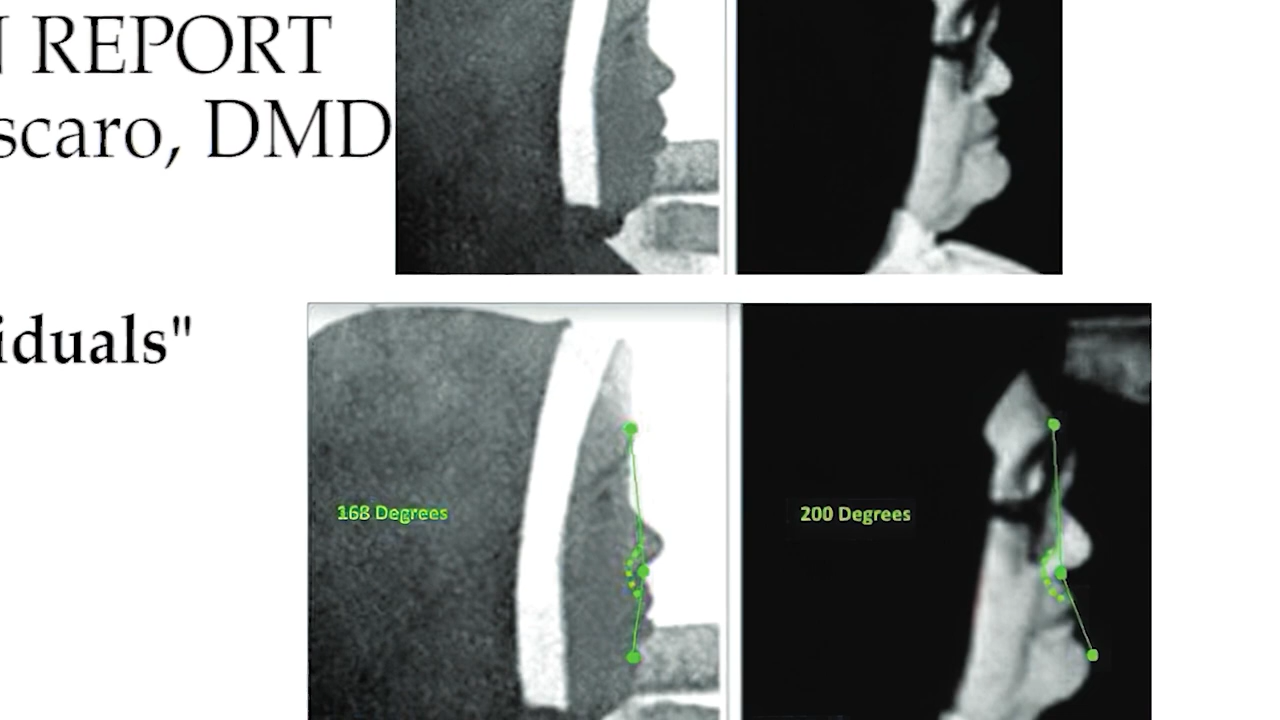 REPORT
scaro, DMD
iduals"
168 Degrees
200 Degrees